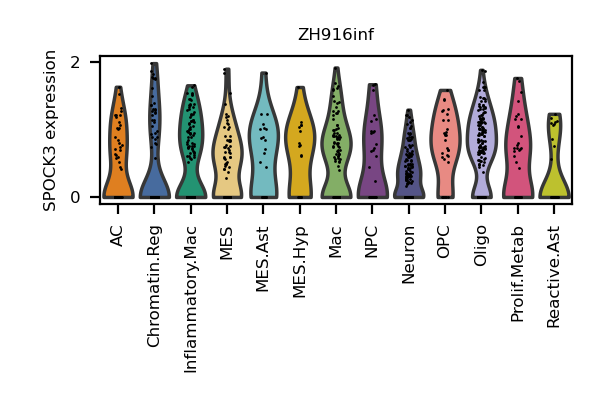 ZH916inf
SPOCK3 expression
2
0
AC
Chromatin.Reg
Inflammatory.Mac
MES
MES.Ast
MES.Hyp
Mac
NPC
Neuron
OPC
Oligo
Prolif.Metab
Reactive.Ast